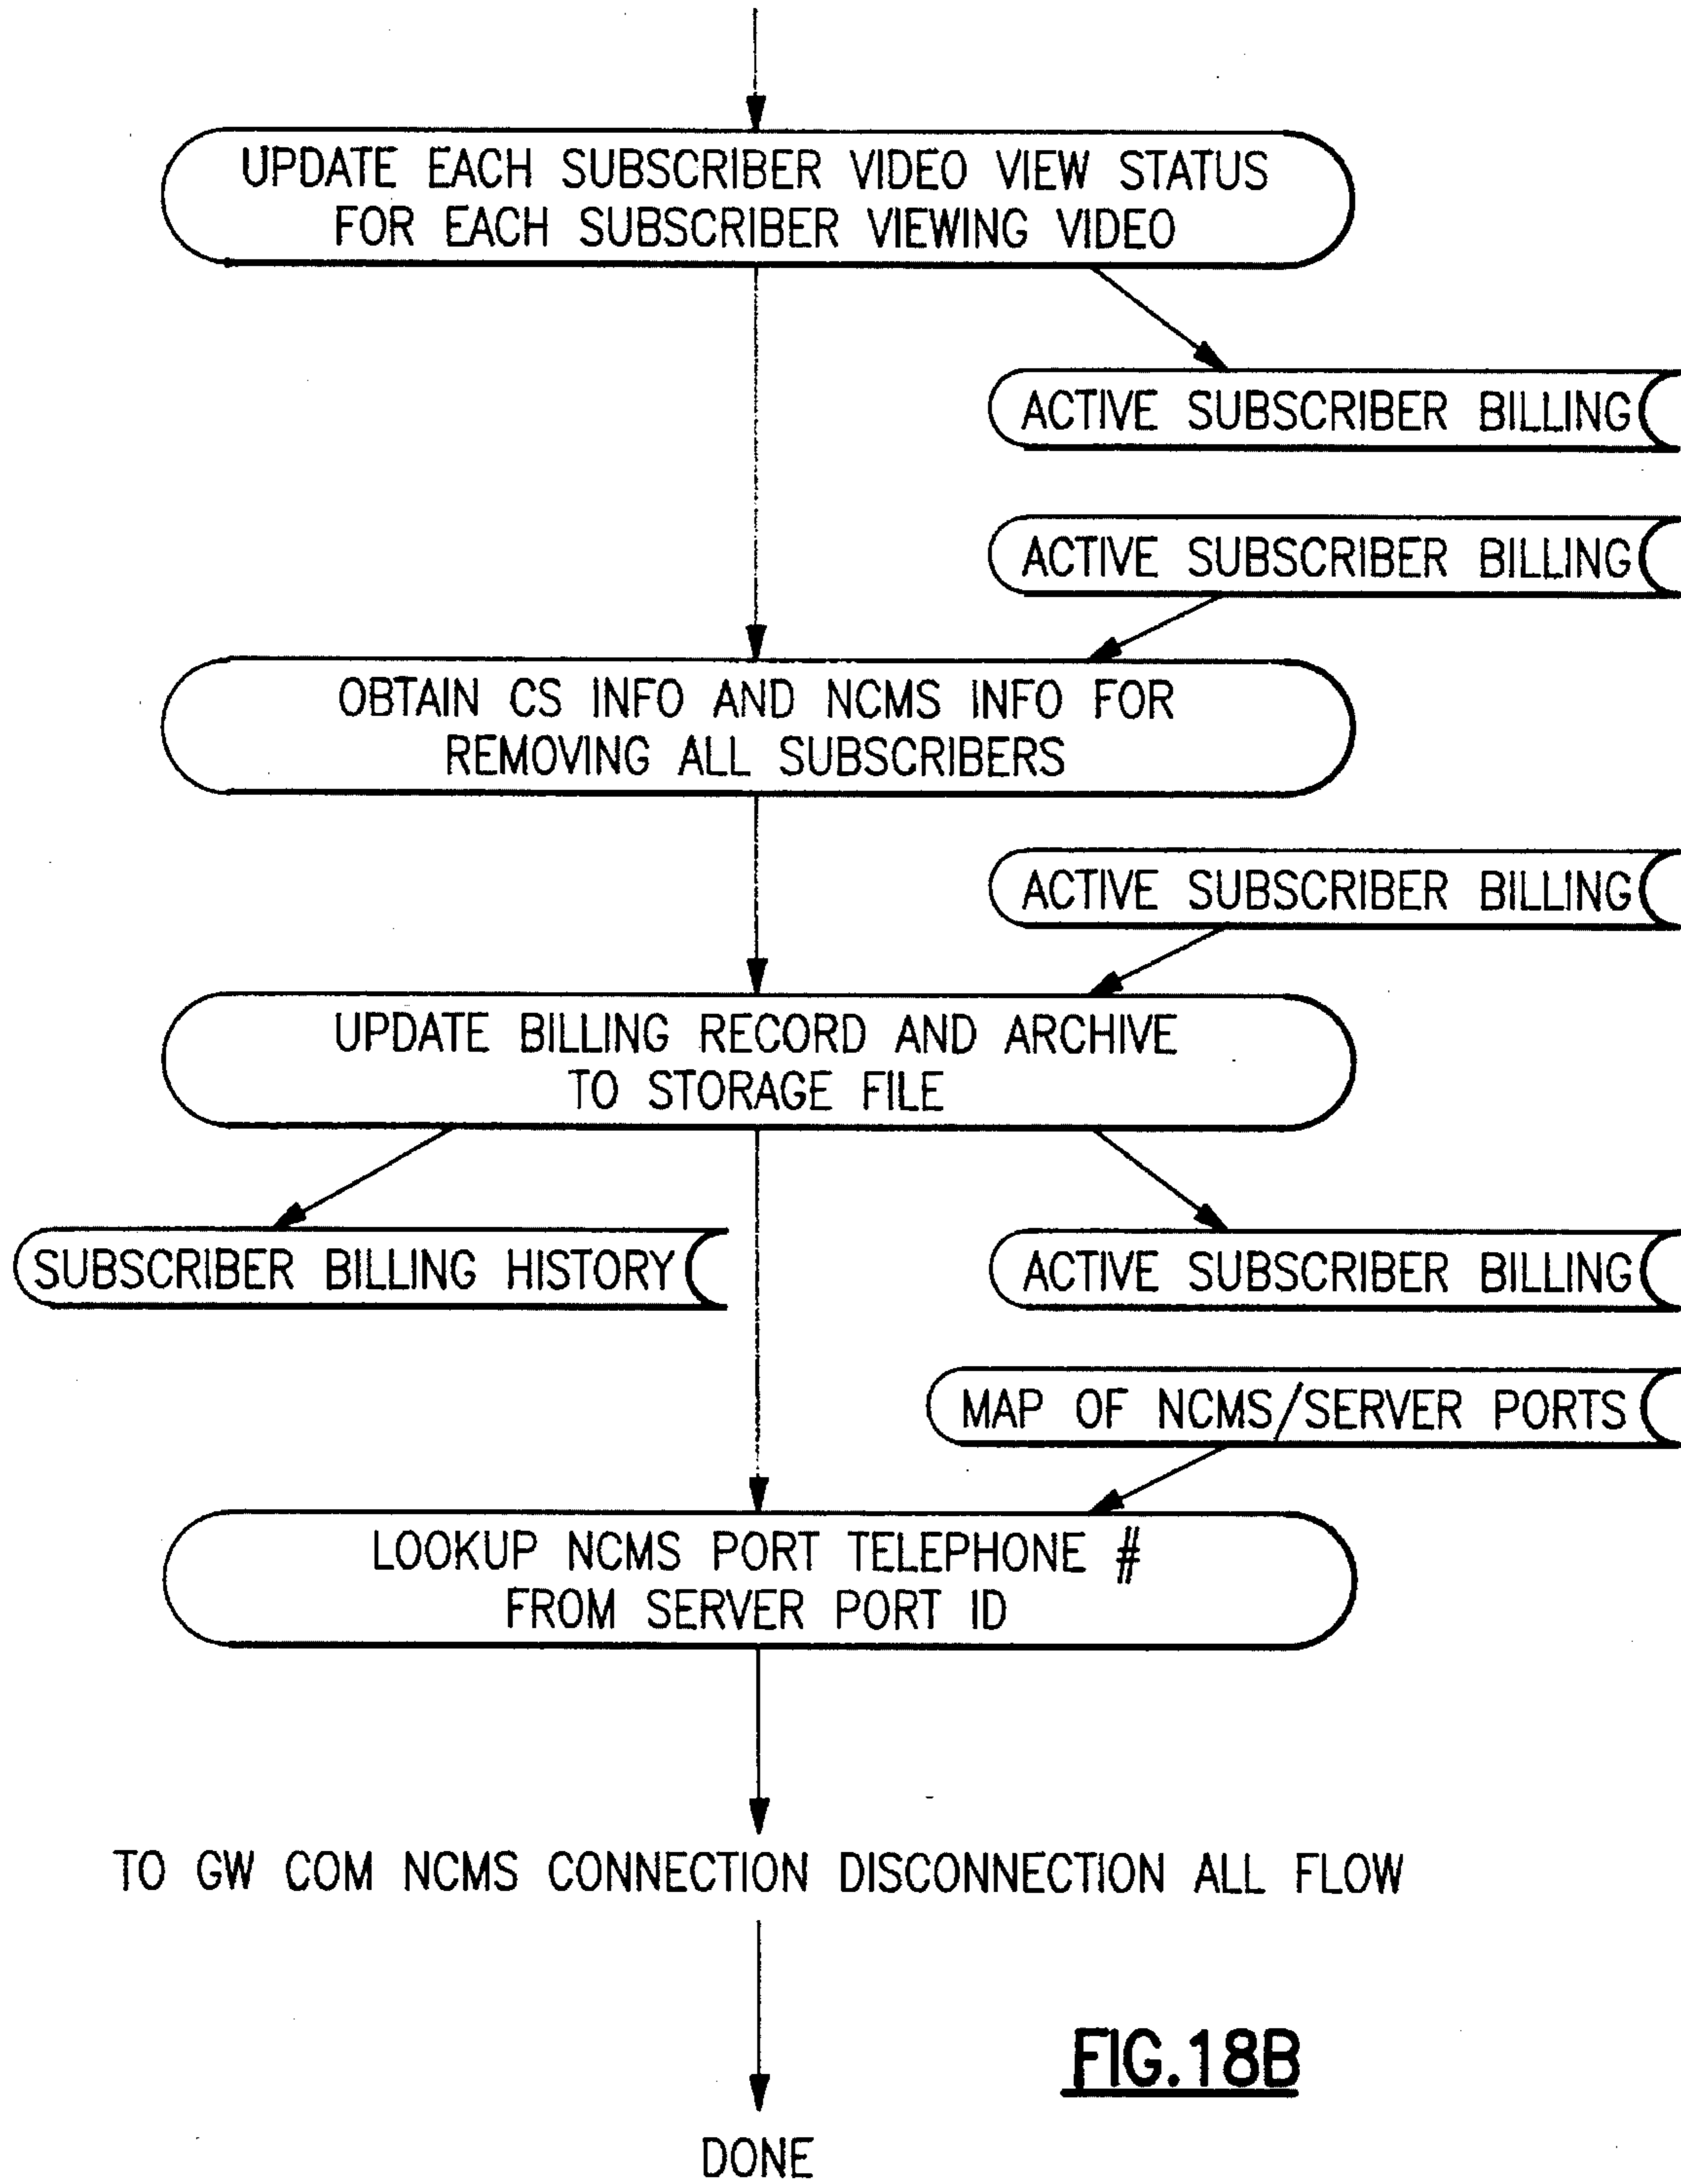 UPDATE EACH SUBSCRIBER VIDEO VIEW STATUS
FOR EACH SUBSCRIBER VIEWING VIDEO
ACTIVE SUBSCRIBER BILLING
ACTIVE SUBSCRIBER BILLING
OBTAIN CS INFO AND NCMS INFO FOR
REMOVING ALL SUBSCRIBERS
ACTIVE SUBSCRIBER BILLING
UPDATE BILLING RECORD AND ARCHIVE
TO STORAGE FILE
SUBSCRIBER BILLING HISTORY
ACTIVE SUBSCRIBER BILLING
MAP OF NCMS/SERVER PORTS
LOOKUP NCMS PORT TELEPHONE #
FROM SERVER PORT ID
TO GW COM NCMS CONNECTION DISCONNECTION ALL FLOW
DONE
FIG.18B